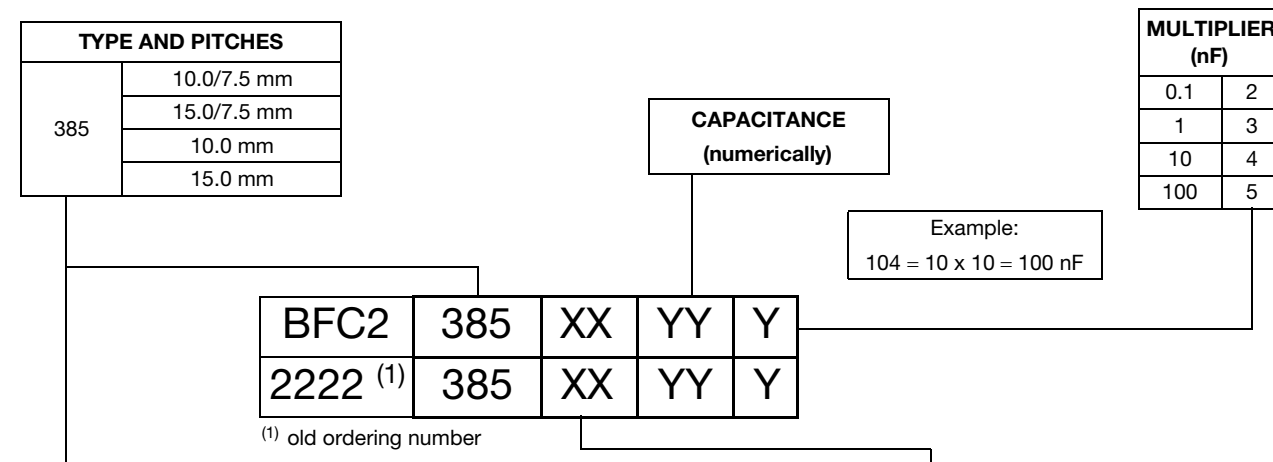 TYPE AND PITCHES
385
10.0/7.5 mm
15.0/7.5 mm
10.0 mm
15.0 mm
CAPACITANCE
(numerically)
MULTIPLIER
(nF)
0.1 2
1 3
10 4
100 5
Example:
104 = 10 x 10 = 100 nF
BFC2 385 XX YY Y
2222 (1) 385 XX YY Y
(1) old ordering number